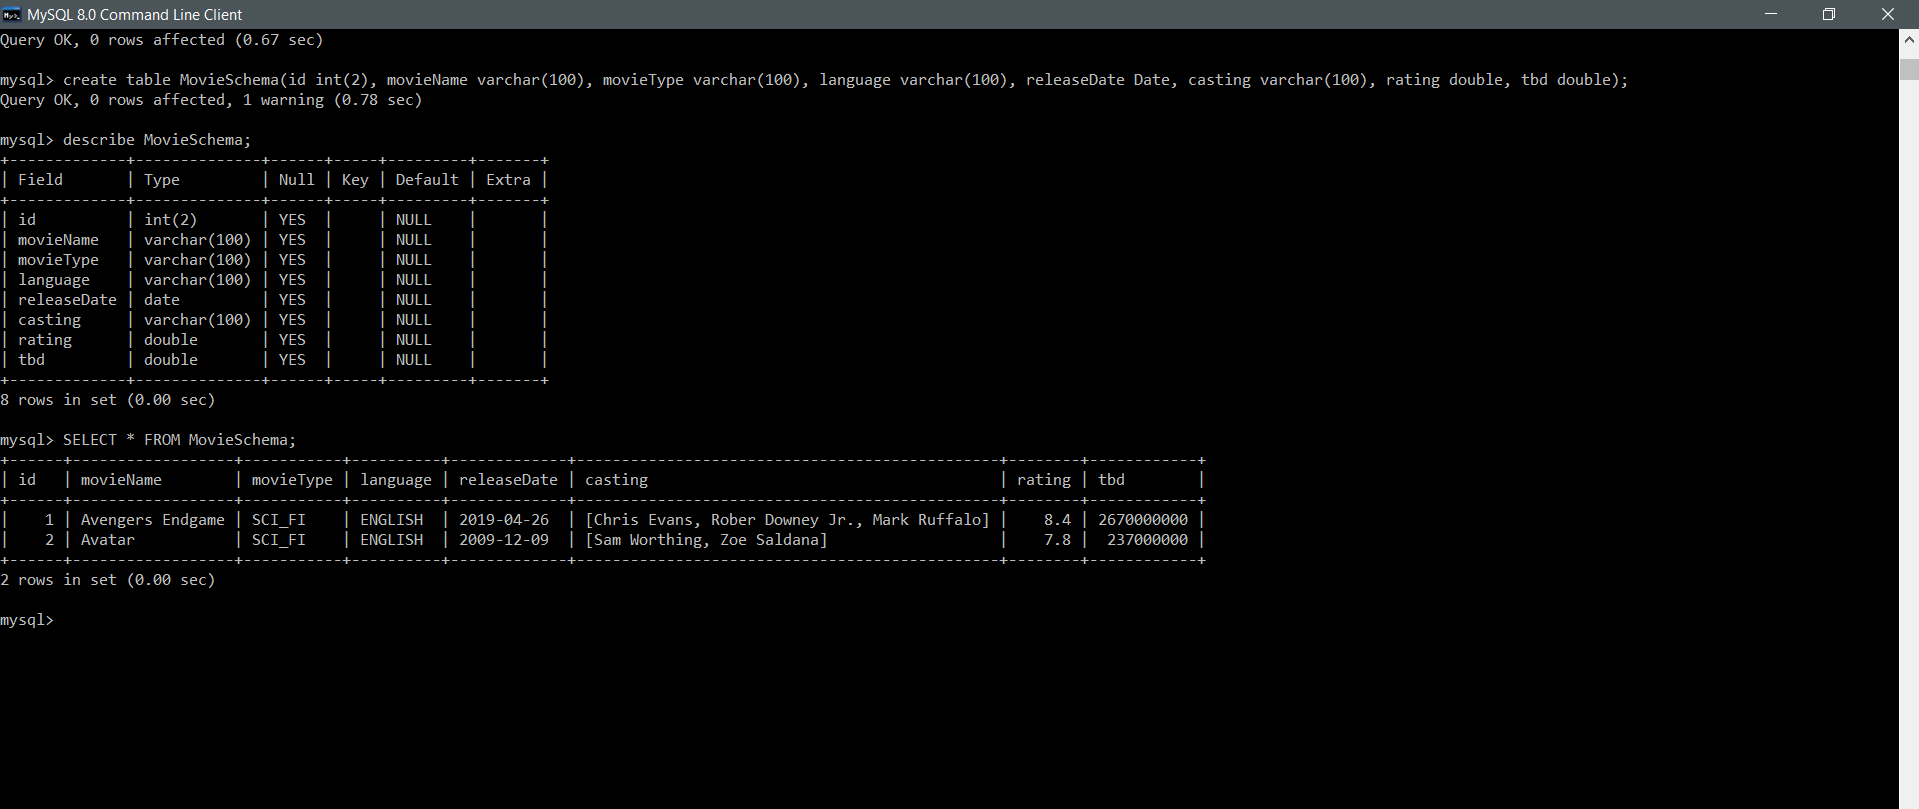 MySQL 8.0 Command Line Client
Query OK, 0 rows affected (0.67 sec)
mysql> create table MovieSchema(id int(2), movieName varchar(100), movieType varchar(100), language varchar(100), releaseDate Date, casting varchar(100), rating double, tbd double);
Query OK, 0 rows affected, 1 warning (0.78 sec)
mysql> describe MovieSchema;
+-------------+--------------+------+-----+---------+-------+
| Field       | Type         | Null | Key | Default | Extra |
+-------------+--------------+------+-----+---------+-------+
| id          | int(2)       | YES  |     | NULL    |       |
| movieName   | varchar(100) | YES  |     | NULL    |       |
| movieType   | varchar(100) | YES  |     | NULL    |       |
| language    | varchar(100) | YES  |     | NULL    |       |
| releaseDate | date         | YES  |     | NULL    |       |
| casting     | varchar(100) | YES  |     | NULL    |       |
| rating      | double       | YES  |     | NULL    |       |
| tbd         | double       | YES  |     | NULL    |       |
+-------------+--------------+------+-----+---------+-------+
8 rows in set (0.00 sec)
mysql> SELECT * FROM MovieSchema;
+------+------------------+-----------+----------+-------------+-----------------------------------------------+--------+------------+
| id   | movieName        | movieType | language | releaseDate | casting                                       | rating | tbd        |
+------+------------------+-----------+----------+-------------+-----------------------------------------------+--------+------------+
|    1 | Avengers Endgame | SCI_FI    | ENGLISH  | 2019-04-26  | [Chris Evans, Rober Downey Jr., Mark Ruffalo] |    8.4 | 2670000000 |
|    2 | Avatar           | SCI_FI    | ENGLISH  | 2009-12-09  | [Sam Worthing, Zoe Saldana]                   |    7.8 |  237000000 |
+------+------------------+-----------+----------+-------------+-----------------------------------------------+--------+------------+
2 rows in set (0.00 sec)
mysql>